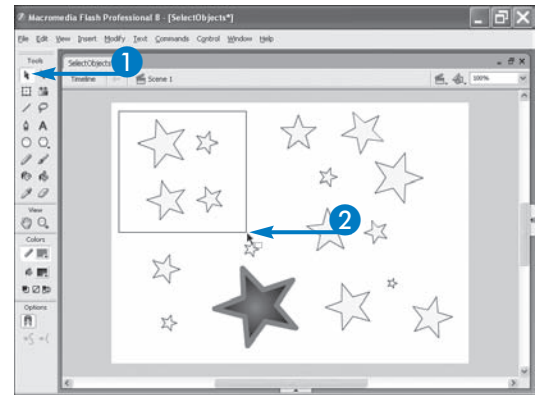 Macromedia Flash Professional 8 - [SelectObjects*]
File Edit View Insert Modify Text Commands Control Window Help
Tools
1
SelectObjects
Timeline
Scene 1
100%
A
2
View
Colors
Options